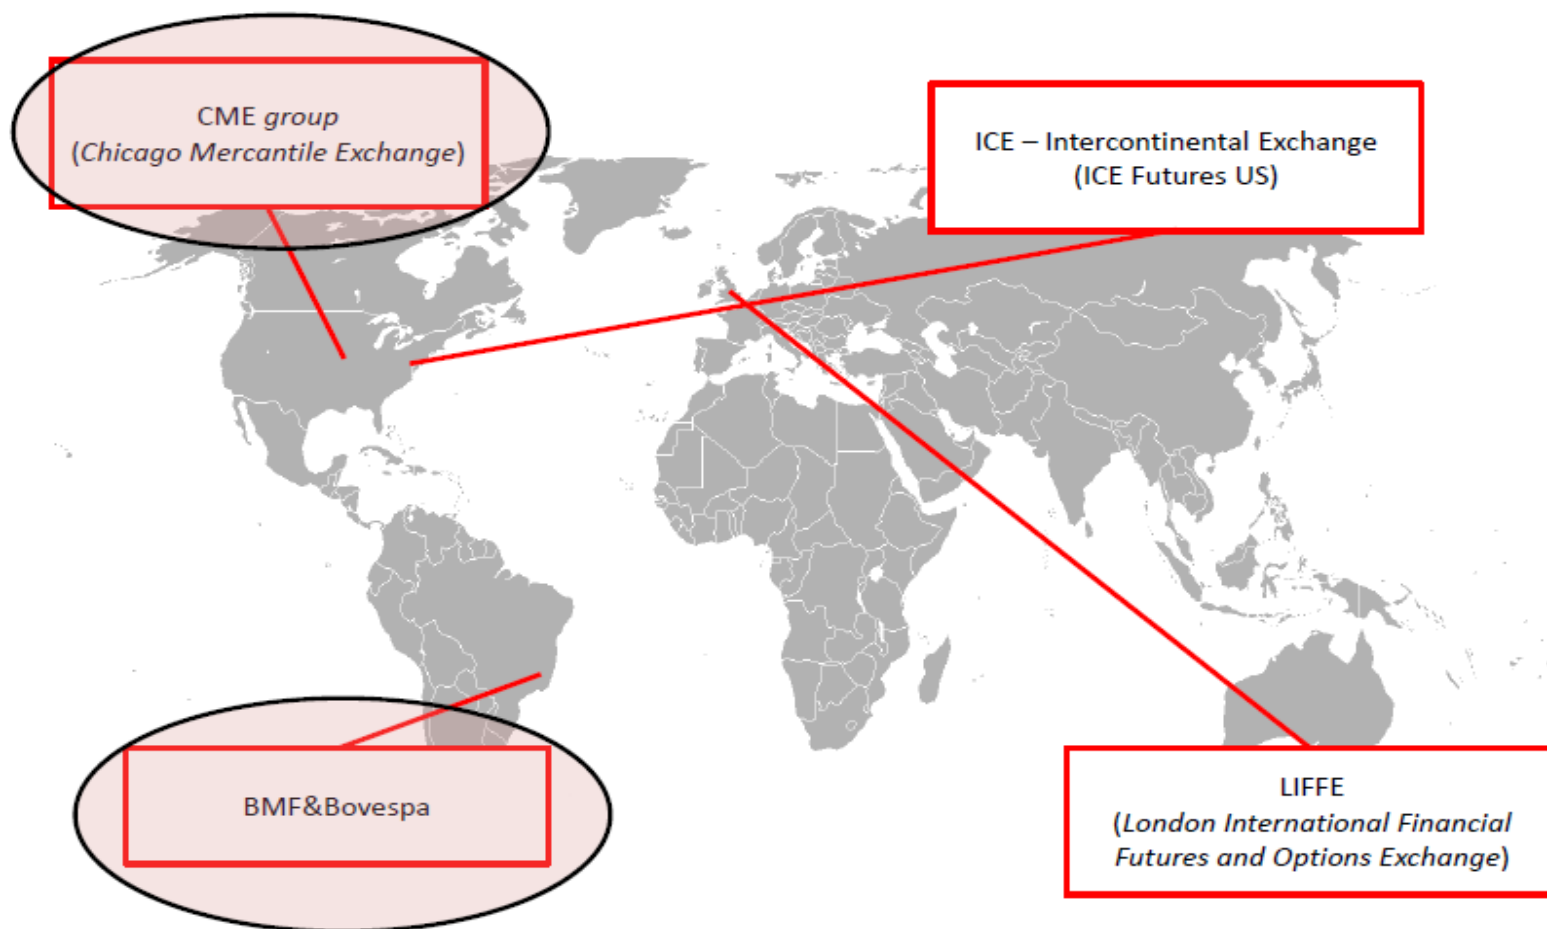 CME group
(Chicago Mercantile Exchange)
ICE – Intercontinental Exchange
(ICE Futures US)
BMF&Bovespa
LIFFE
(London International Financial
Futures and Options Exchange)